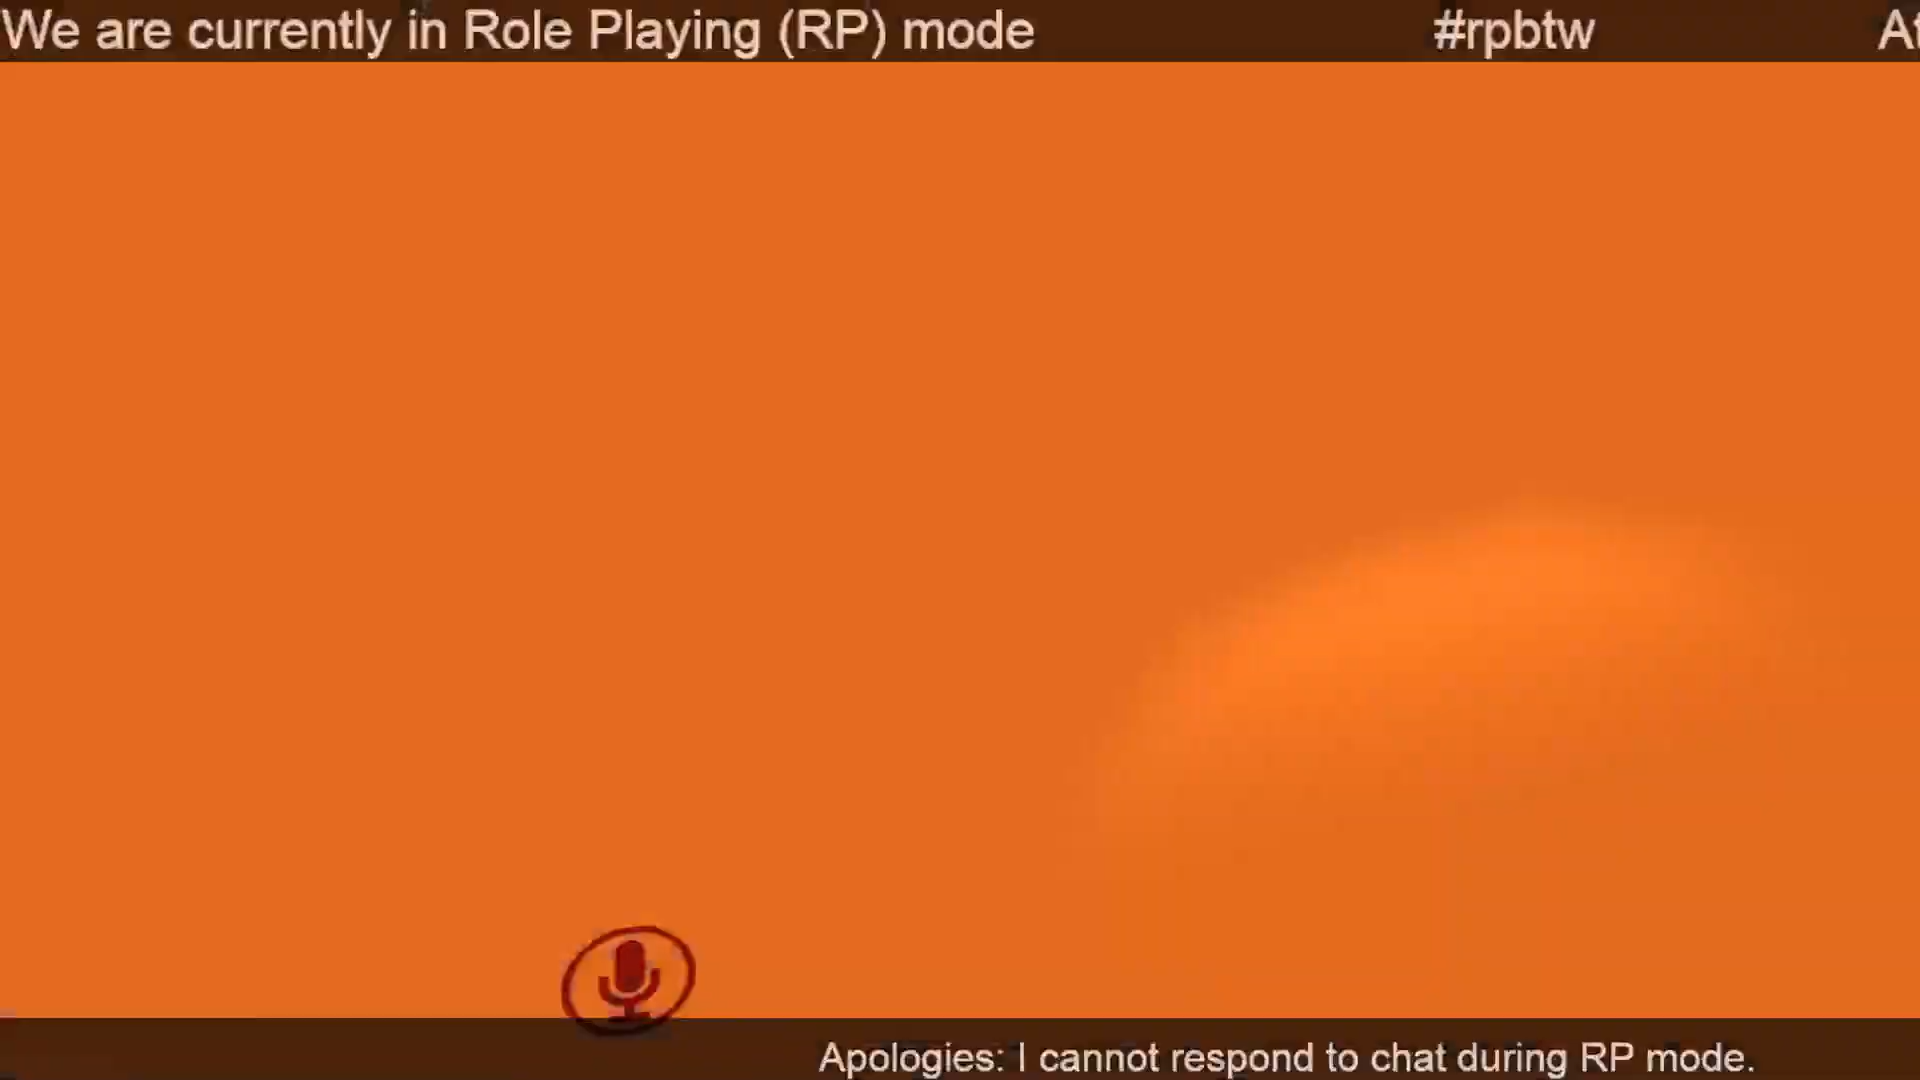 We are currently in Role Playing (RP) mode #rpbtw
Apologies: I cannot respond to chat during RP mode.